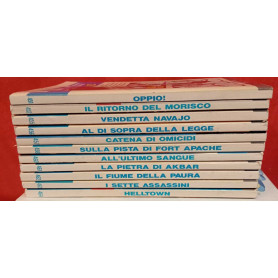 OPPIO!
IL RITORNO DEL MORISCO
VENDETTA NAVAJO
AL DI SOPRA DELLA LEGGE
CATENA DI OMICIDI
SULLA PISTA DI FORT APACHE
ALL'ULTIMO SANGUE
LA PIETRA DI AKBAR
IL FIUME DELLA PAURA
I SETTE ASSASSINI
HELLTOWN